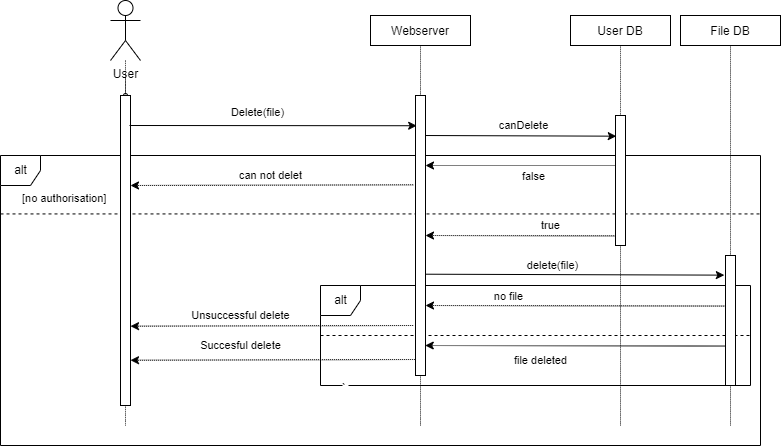 Webserver
User DB
File DB
User
Delete(file)
canDelete
alt
false
can not delet
[no authorisation]
true
delete(file)
alt
no file
Unsuccessful delete
Succesful delete
file deleted